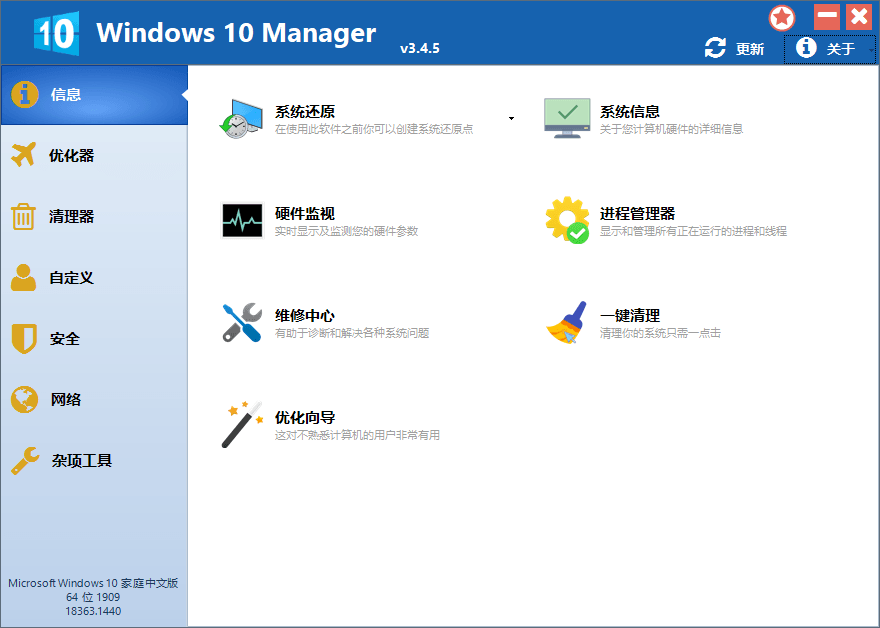 10 Windows 10 Manager
v3.4.5
更新
关于
信息
优化器
清理器
自定义
安全
网络
杂项工具
Microsoft Windows 10 家庭中文版
64 位 1909
18363.1440
系统还原
在使用此软件之前你可以创建系统还原点
系统信息
关于您计算机硬件的详细信息
硬件监视
实时显示及监测您的硬件参数
进程管理器
显示和管理所有正在运行的进程和线程
维修中心
有助于诊断和解决各种系统问题
一键清理
清理你的系统只需一点击
优化向导
这对不熟悉计算机的用户非常有用